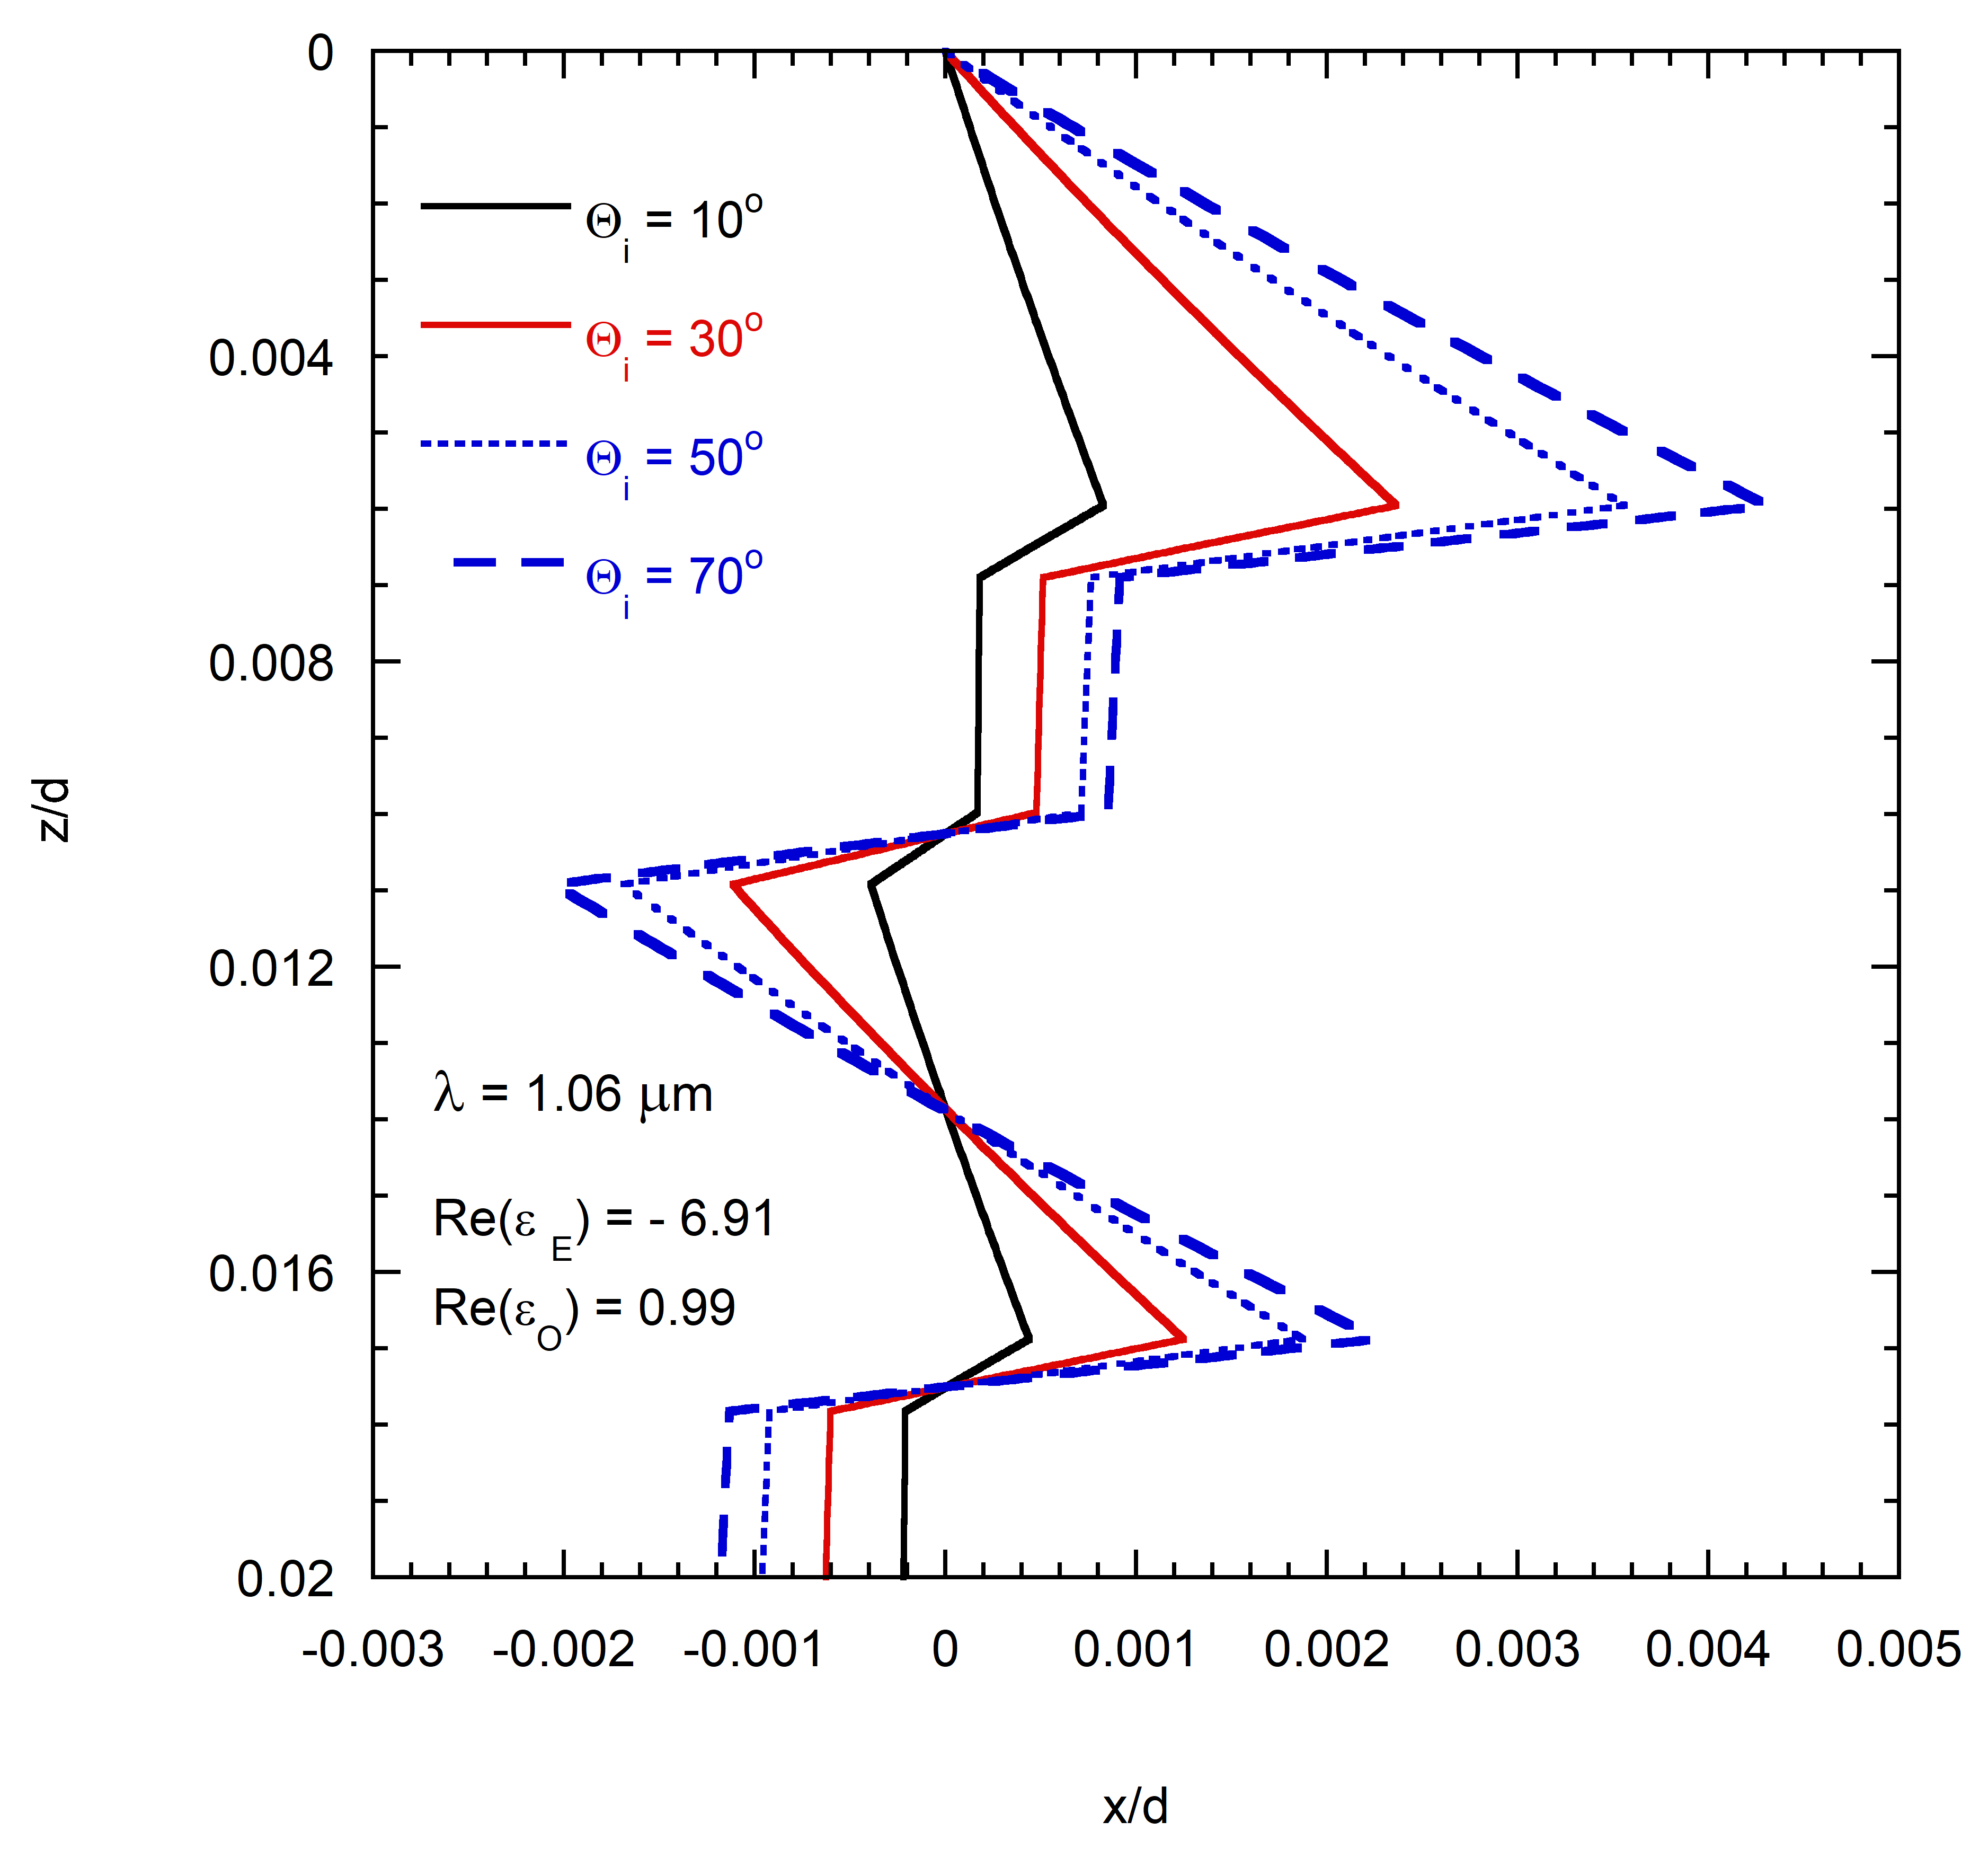 0
0.004
0.008
0.012
0.016
0.02
z/d
Θi = 10o
Θi = 30o
Θi = 50o
Θi = 70o
λ = 1.06 μm
Re(ε E) = - 6.91
Re(εO) = 0.99
-0.003 -0.002 -0.001 0 0.001 0.002 0.003 0.004 0.005
x/d